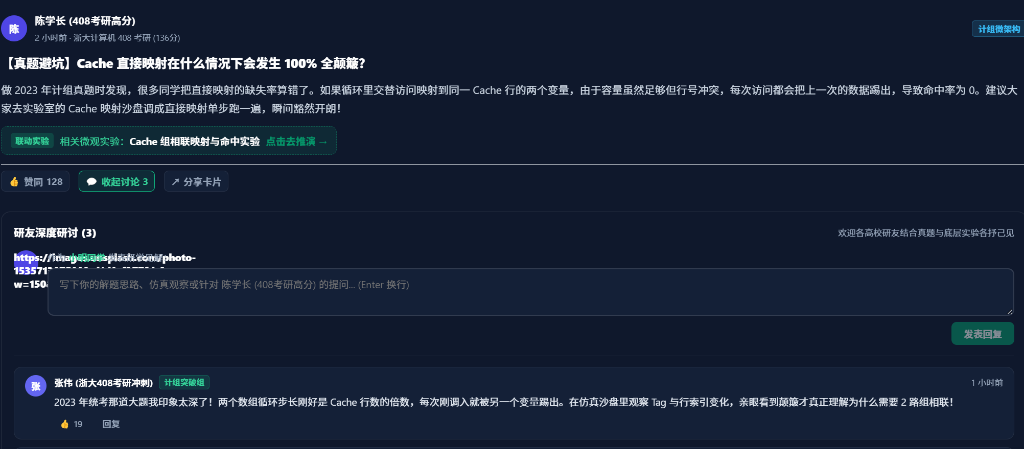 陈
陈学长 (408考研高分)
2 小时前 · 浙大计算机 408 考研 (136分)
计组微架构
【真题避坑】Cache 直接映射在什么情况下会发生 100% 全颠簸？
做 2023 年计组真题时发现，很多同学把直接映射的缺失率算错了。如果循环里交替访问映射到同一 Cache 行的两个变量，由于容量虽然足够但行号冲突，每次访问都会把上一次的数据踢出，导致命中率为 0。建议大
家去实验室的 Cache 映射沙盘调成直接映射单步跑一遍，瞬间豁然开朗！
联动实验 相关微观实验：Cache 组相联映射与命中实验 点击去推演 →
👍 赞同 128
💬 收起讨论 3
↗ 分享卡片
研友深度研讨 (3)
欢迎各高校研友结合真题与底层实验各抒己见
https://images.unsplash.com/photo-
w=150
写下你的解题思路、仿真观察或针对 陈学长 (408考研高分) 的提问... (Enter 换行)
发表回复
张
张伟 (浙大408考研冲刺) 计组突破组
1 小时前
2023 年统考那道大题我印象太深了！两个数组循环步长刚好是 Cache 行数的倍数，每次刚调入就被另一个变量踢出。在仿真沙盘里观察 Tag 与行索引变化，亲眼看到颠簸才真正理解为什么需要 2 路组相联！
👍 19 回复